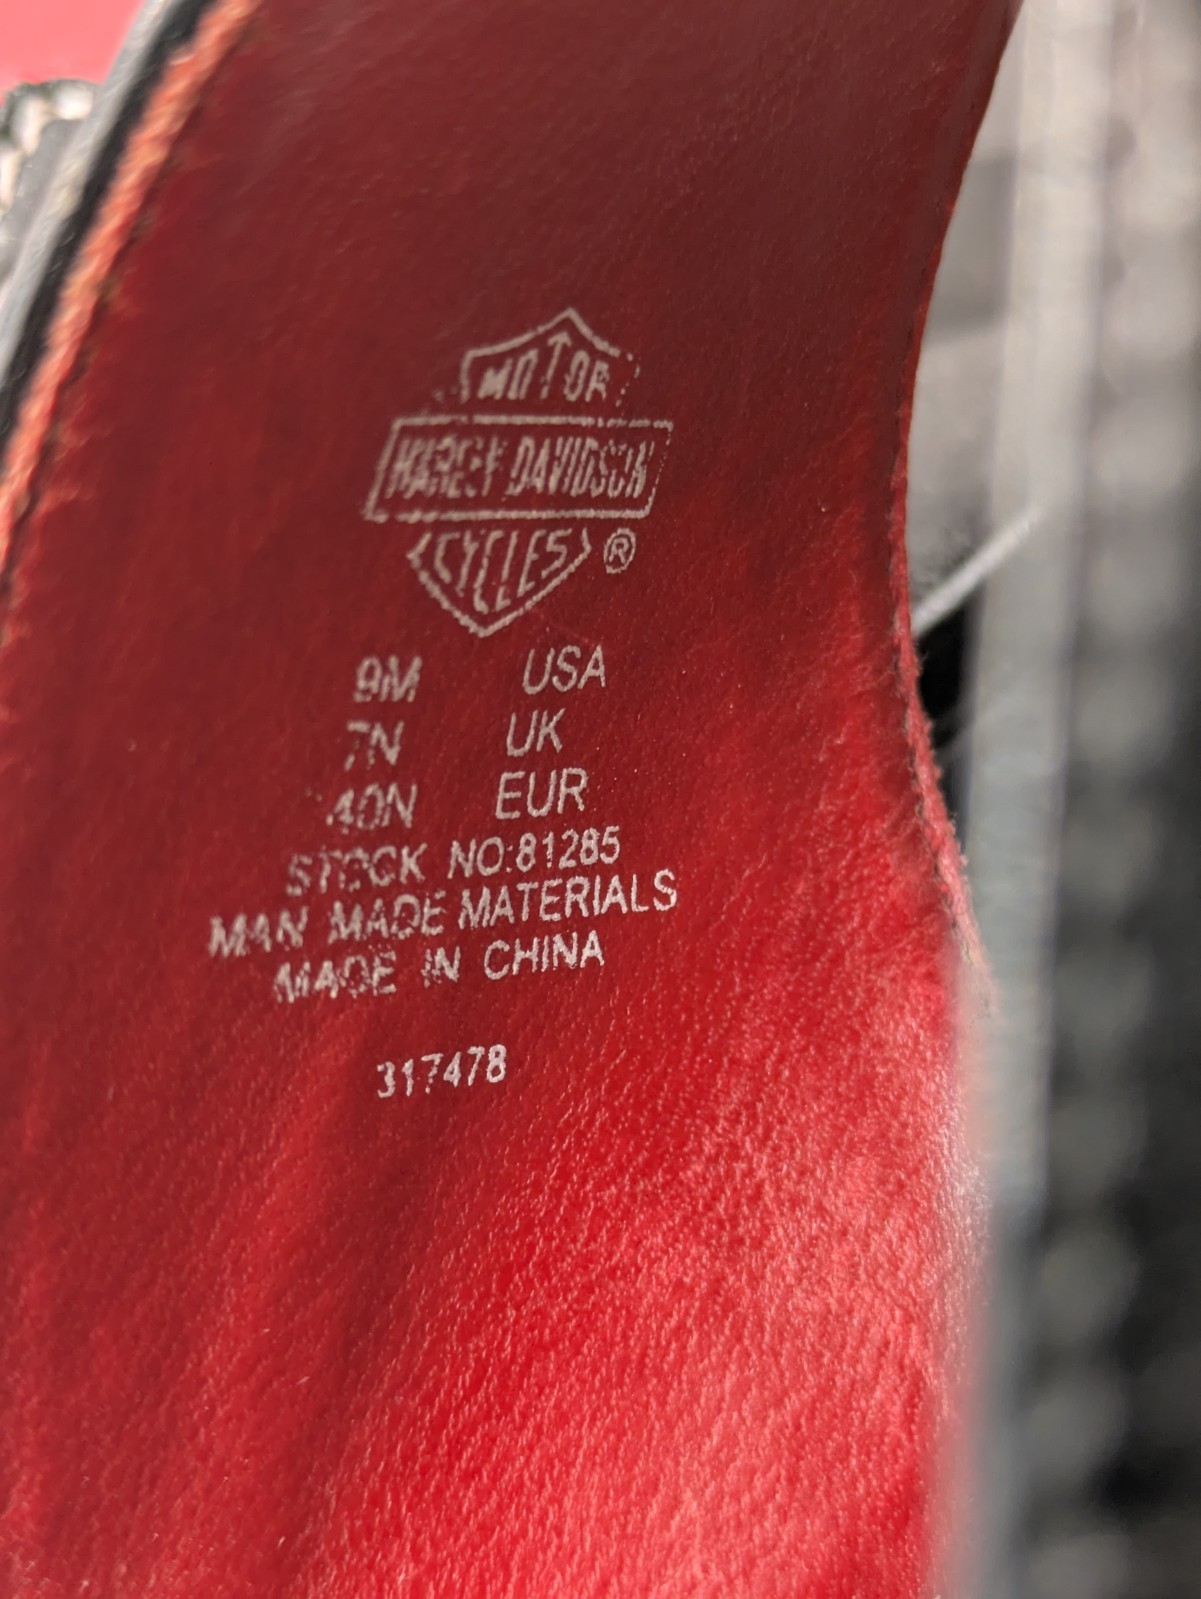 MOTOR
HARLEY-DAVIDSON
CYCLES ®
9M USA
7N UK
40N EUR
STOCK NO:81285
MAN MADE MATERIALS
MADE IN CHINA
317478